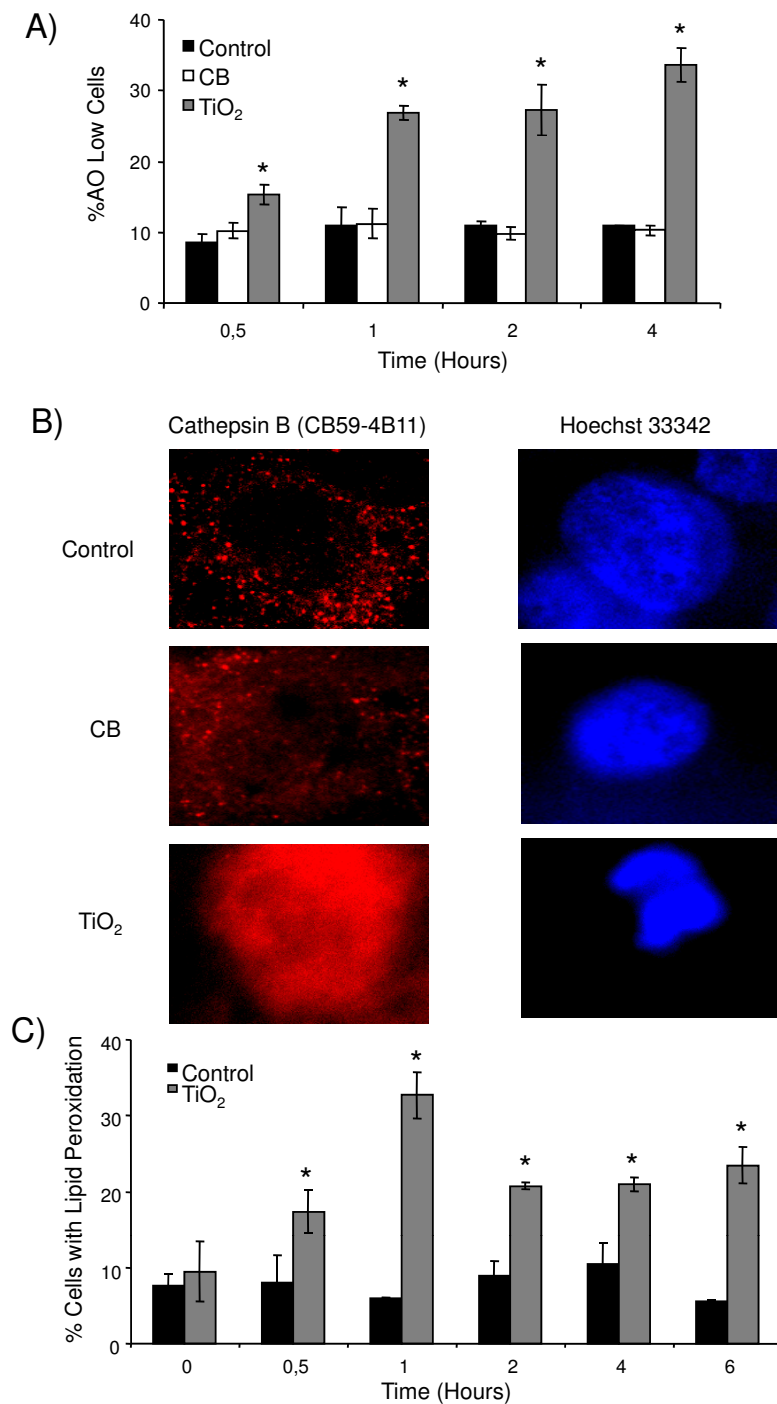 A)
Control
CB
TiO₂
%AO Low Cells
40
30
20
10
0
* * * *
0,5 1 2 4
Time (Hours)
B)
Cathepsin B (CB59-4B11) Hoechst 33342
Control
CB
TiO₂
C)
Control
TiO₂
% Cells with Lipid Peroxidation
40
30
20
10
0
* * * * *
0 0,5 1 2 4 6
Time (Hours)